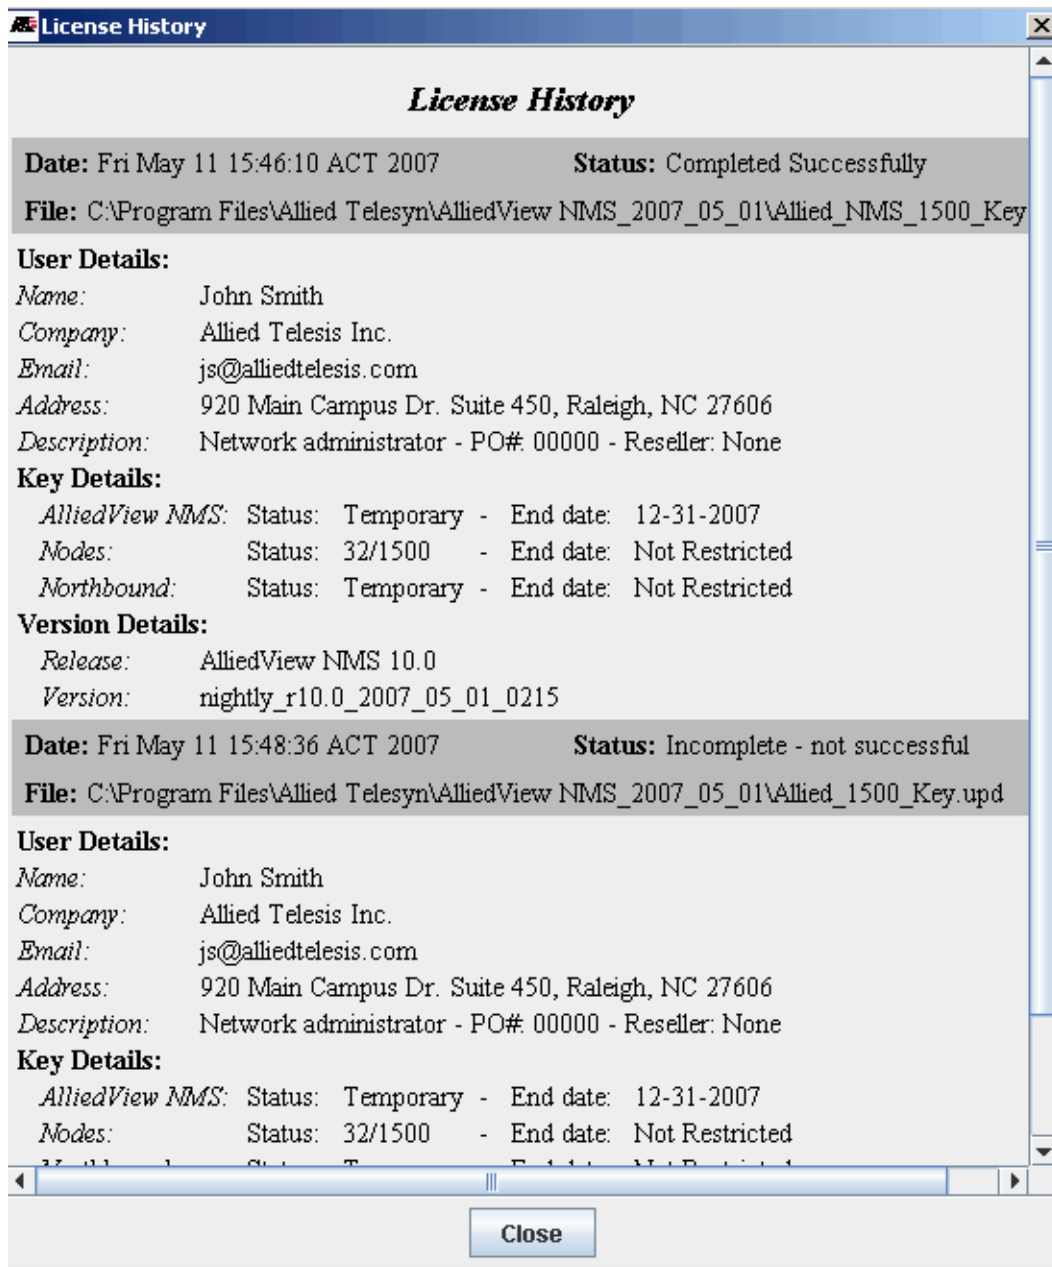 License History
License History
Date: Fri May 11 15:46:10 ACT 2007 Status: Completed Successfully
File: C:\Program Files\Allied Telesyn\AlliedView NMS_2007_05_01\Allied_NMS_1500_Key
User Details:
Name: John Smith
Company: Allied Telesis Inc.
Email: js@alliedtelesis.com
Address: 920 Main Campus Dr. Suite 450, Raleigh, NC 27606
Description: Network administrator - PO#: 00000 - Reseller: None
Key Details:
AlliedView NMS: Status: Temporary - End date: 12-31-2007
Nodes: Status: 32/1500 - End date: Not Restricted
Northbound: Status: Temporary - End date: Not Restricted
Version Details:
Release: AlliedView NMS 10.0
Version: nightly_r10.0_2007_05_01_0215
Date: Fri May 11 15:48:36 ACT 2007 Status: Incomplete - not successful
File: C:\Program Files\Allied Telesyn\AlliedView NMS_2007_05_01\Allied_1500_Key.upd
User Details:
Name: John Smith
Company: Allied Telesis Inc.
Email: js@alliedtelesis.com
Address: 920 Main Campus Dr. Suite 450, Raleigh, NC 27606
Description: Network administrator - PO#: 00000 - Reseller: None
Key Details:
AlliedView NMS: Status: Temporary - End date: 12-31-2007
Nodes: Status: 32/1500 - End date: Not Restricted
Close